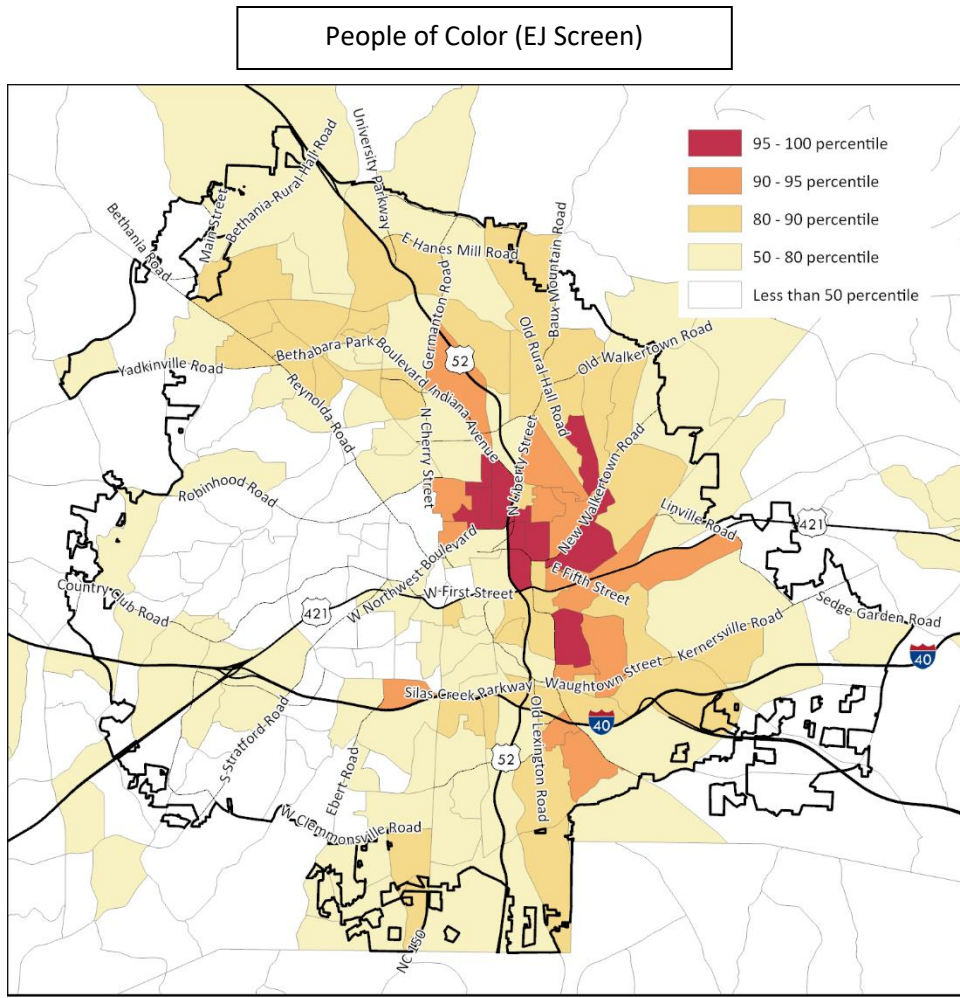 People of Color (EJ Screen)
95 - 100 percentile
90 - 95 percentile
80 - 90 percentile
50 - 80 percentile
Less than 50 percentile
University Parkway
Bethania-Rural Hall Road
Main Street
Bethania Road
E Hanes Mill Road
Baux Mountain Road
Germanton Road
52
Old Rural Hall Road
Old Walkertown Road
Bethabara Park Boulevard
Yadkinville Road
Indiana Avenue
Reynolda Road
N Cherry Street
N Liberty Street
New Walkertown Road
Robinhood Road
Linville Road
421
W Northwest Boulevard
E Fifth Street
W First Street
Country Club Road
421
Sedge Garden Road
Kernersville Road
40
Waughtown Street
Silas Creek Parkway
Old Lexington Road
40
S Stratford Road
Ebert Road
52
W Clemmonsville Road
NC 150